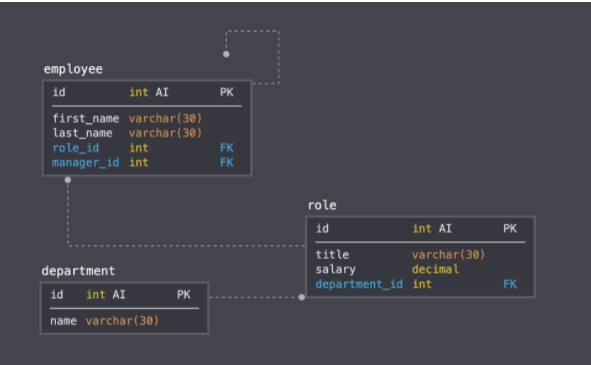 employee
id int AI PK
first_name varchar(30)
last_name varchar(30)
role_id int FK
manager_id int FK
role
id int AI PK
title varchar(30)
salary decimal
department_id int FK
department
id int AI PK
name varchar(30)